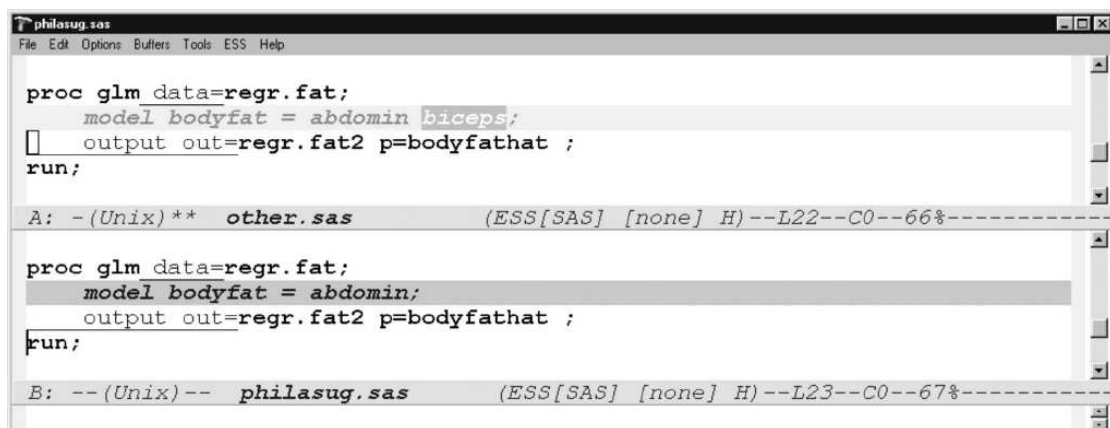 philasug.sas
File Edit Options Buffers Tools ESS Help
proc glm data=regr.fat;
model bodyfat = abdomin biceps;
output out=regr.fat2 p=bodyfathat ;
run;
A: -(Unix)** other.sas (ESS[SAS] [none] H)--L22--C0--66%------------
proc glm data=regr.fat;
model bodyfat = abdomin;
output out=regr.fat2 p=bodyfathat ;
run;
B: --(Unix)-- philasug.sas (ESS[SAS] [none] H)--L23--C0--67%-----------